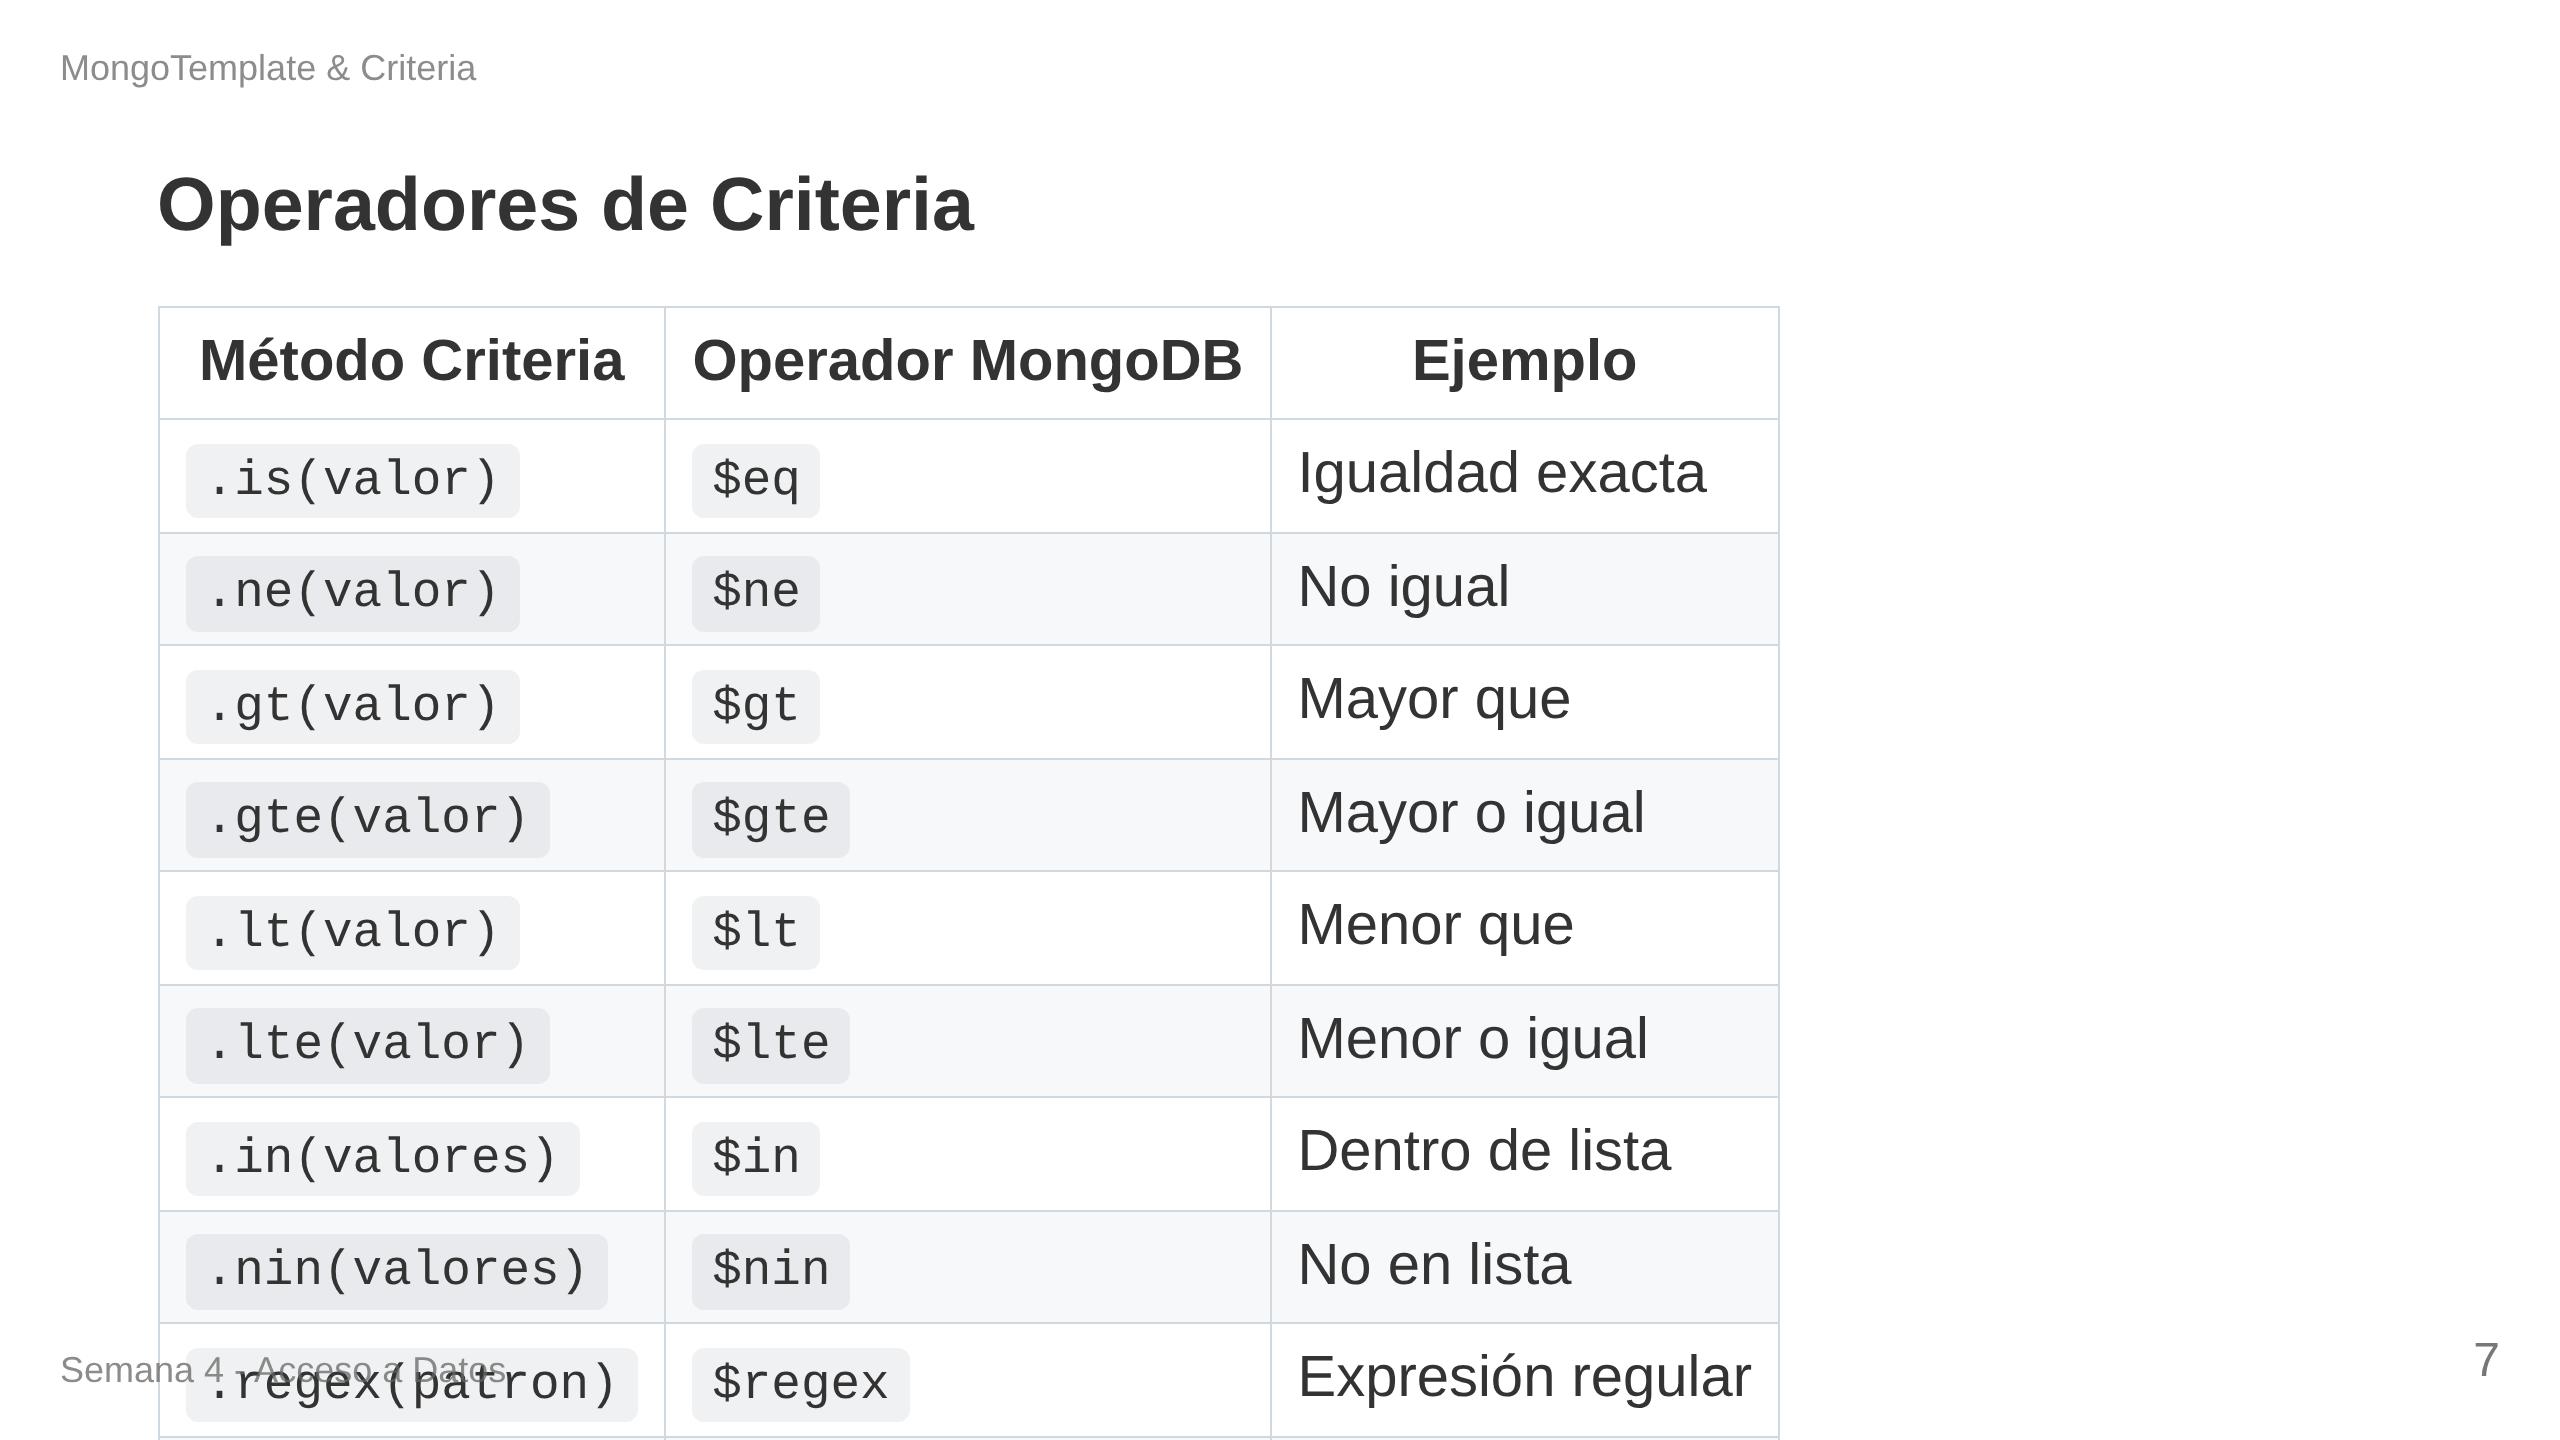 MongoTemplate & Criteria
Operadores de Criteria
Método Criteria Operador MongoDB Ejemplo
.is(valor) $eq Igualdad exacta
.ne(valor) $ne No igual
.gt(valor) $gt Mayor que
.gte(valor) $gte Mayor o igual
.lt(valor) $lt Menor que
.lte(valor) $lte Menor o igual
.in(valores) $in Dentro de lista
.nin(valores) $nin No en lista
.regex(patron) $regex Expresión regular
Semana 4 - Acceso a Datos
7